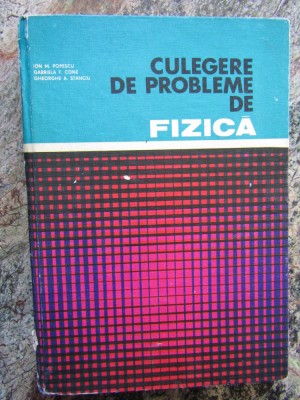 ION M. POPESCU
GABRIELA F. CONE
GHEORGHE A. STANCIU
CULEGERE
DE PROBLEME
DE
FIZICĂ